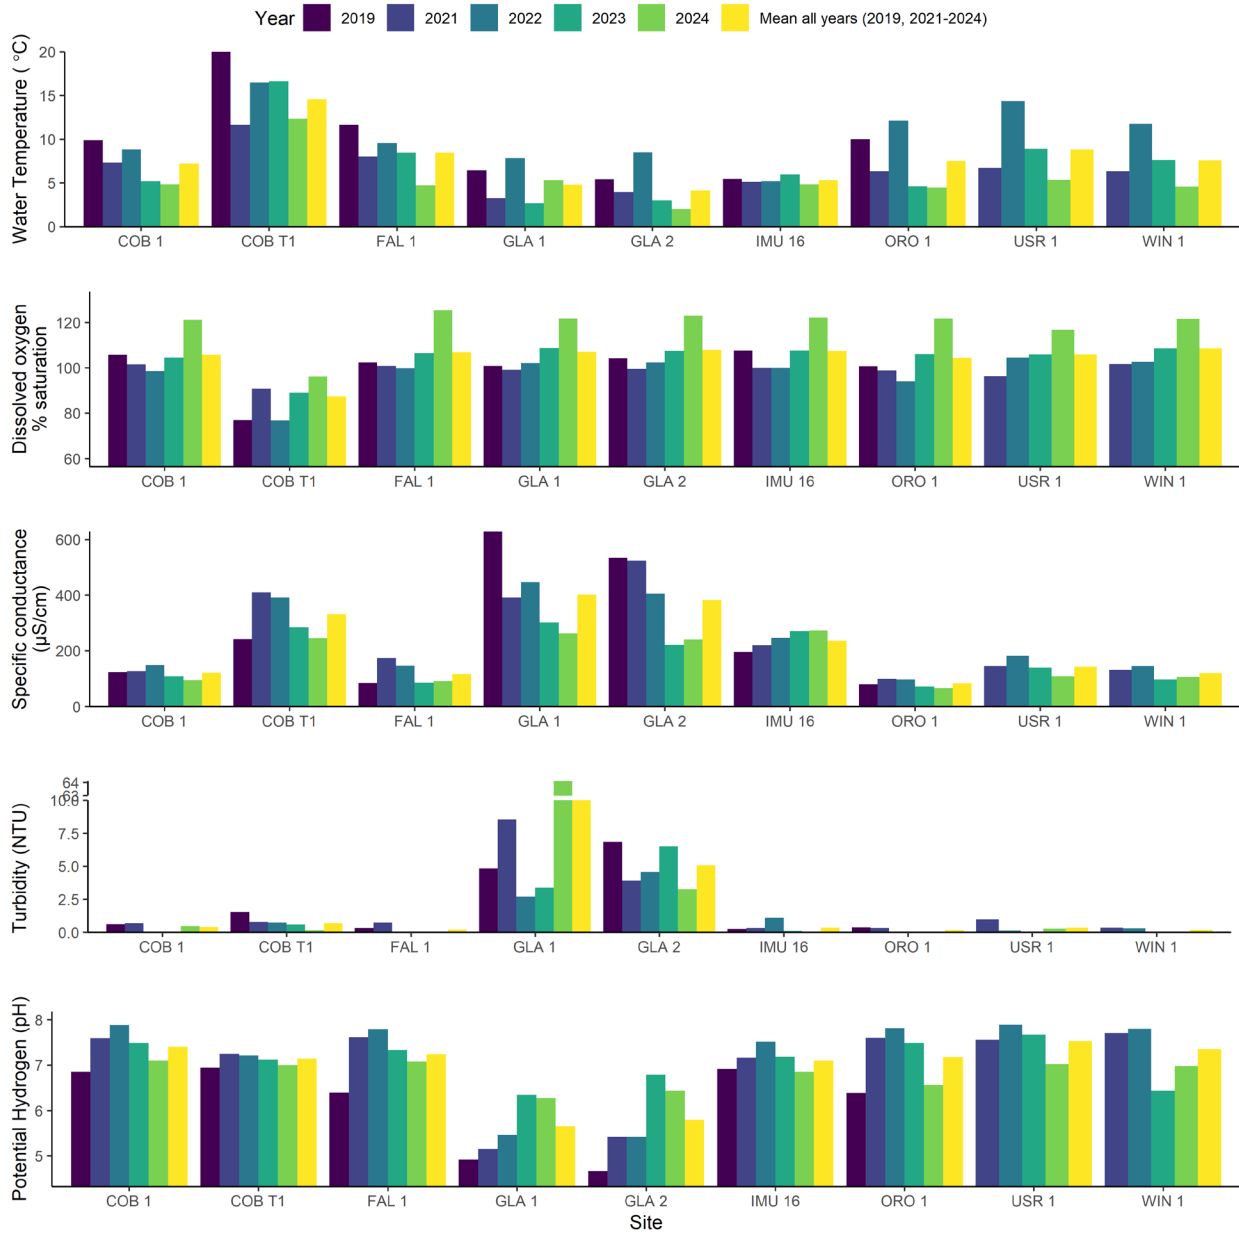 Year 2019 2021 2022 2023 2024 Mean all years (2019, 2021-2024)
Water Temperature ( °C)
20
15
10
5
0
COB 1 COB T1 FAL 1 GLA 1 GLA 2 IMU 16 ORO 1 USR 1 WIN 1
Dissolved oxygen
% saturation
120
100
80
60
COB 1 COB T1 FAL 1 GLA 1 GLA 2 IMU 16 ORO 1 USR 1 WIN 1
Specific conductance
(µS/cm)
600
400
200
0
COB 1 COB T1 FAL 1 GLA 1 GLA 2 IMU 16 ORO 1 USR 1 WIN 1
Turbidity (NTU)
64
63
10.0
7.5
5.0
2.5
0.0
COB 1 COB T1 FAL 1 GLA 1 GLA 2 IMU 16 ORO 1 USR 1 WIN 1
Potential Hydrogen (pH)
8
7
6
5
COB 1 COB T1 FAL 1 GLA 1 GLA 2 IMU 16 ORO 1 USR 1 WIN 1
Site